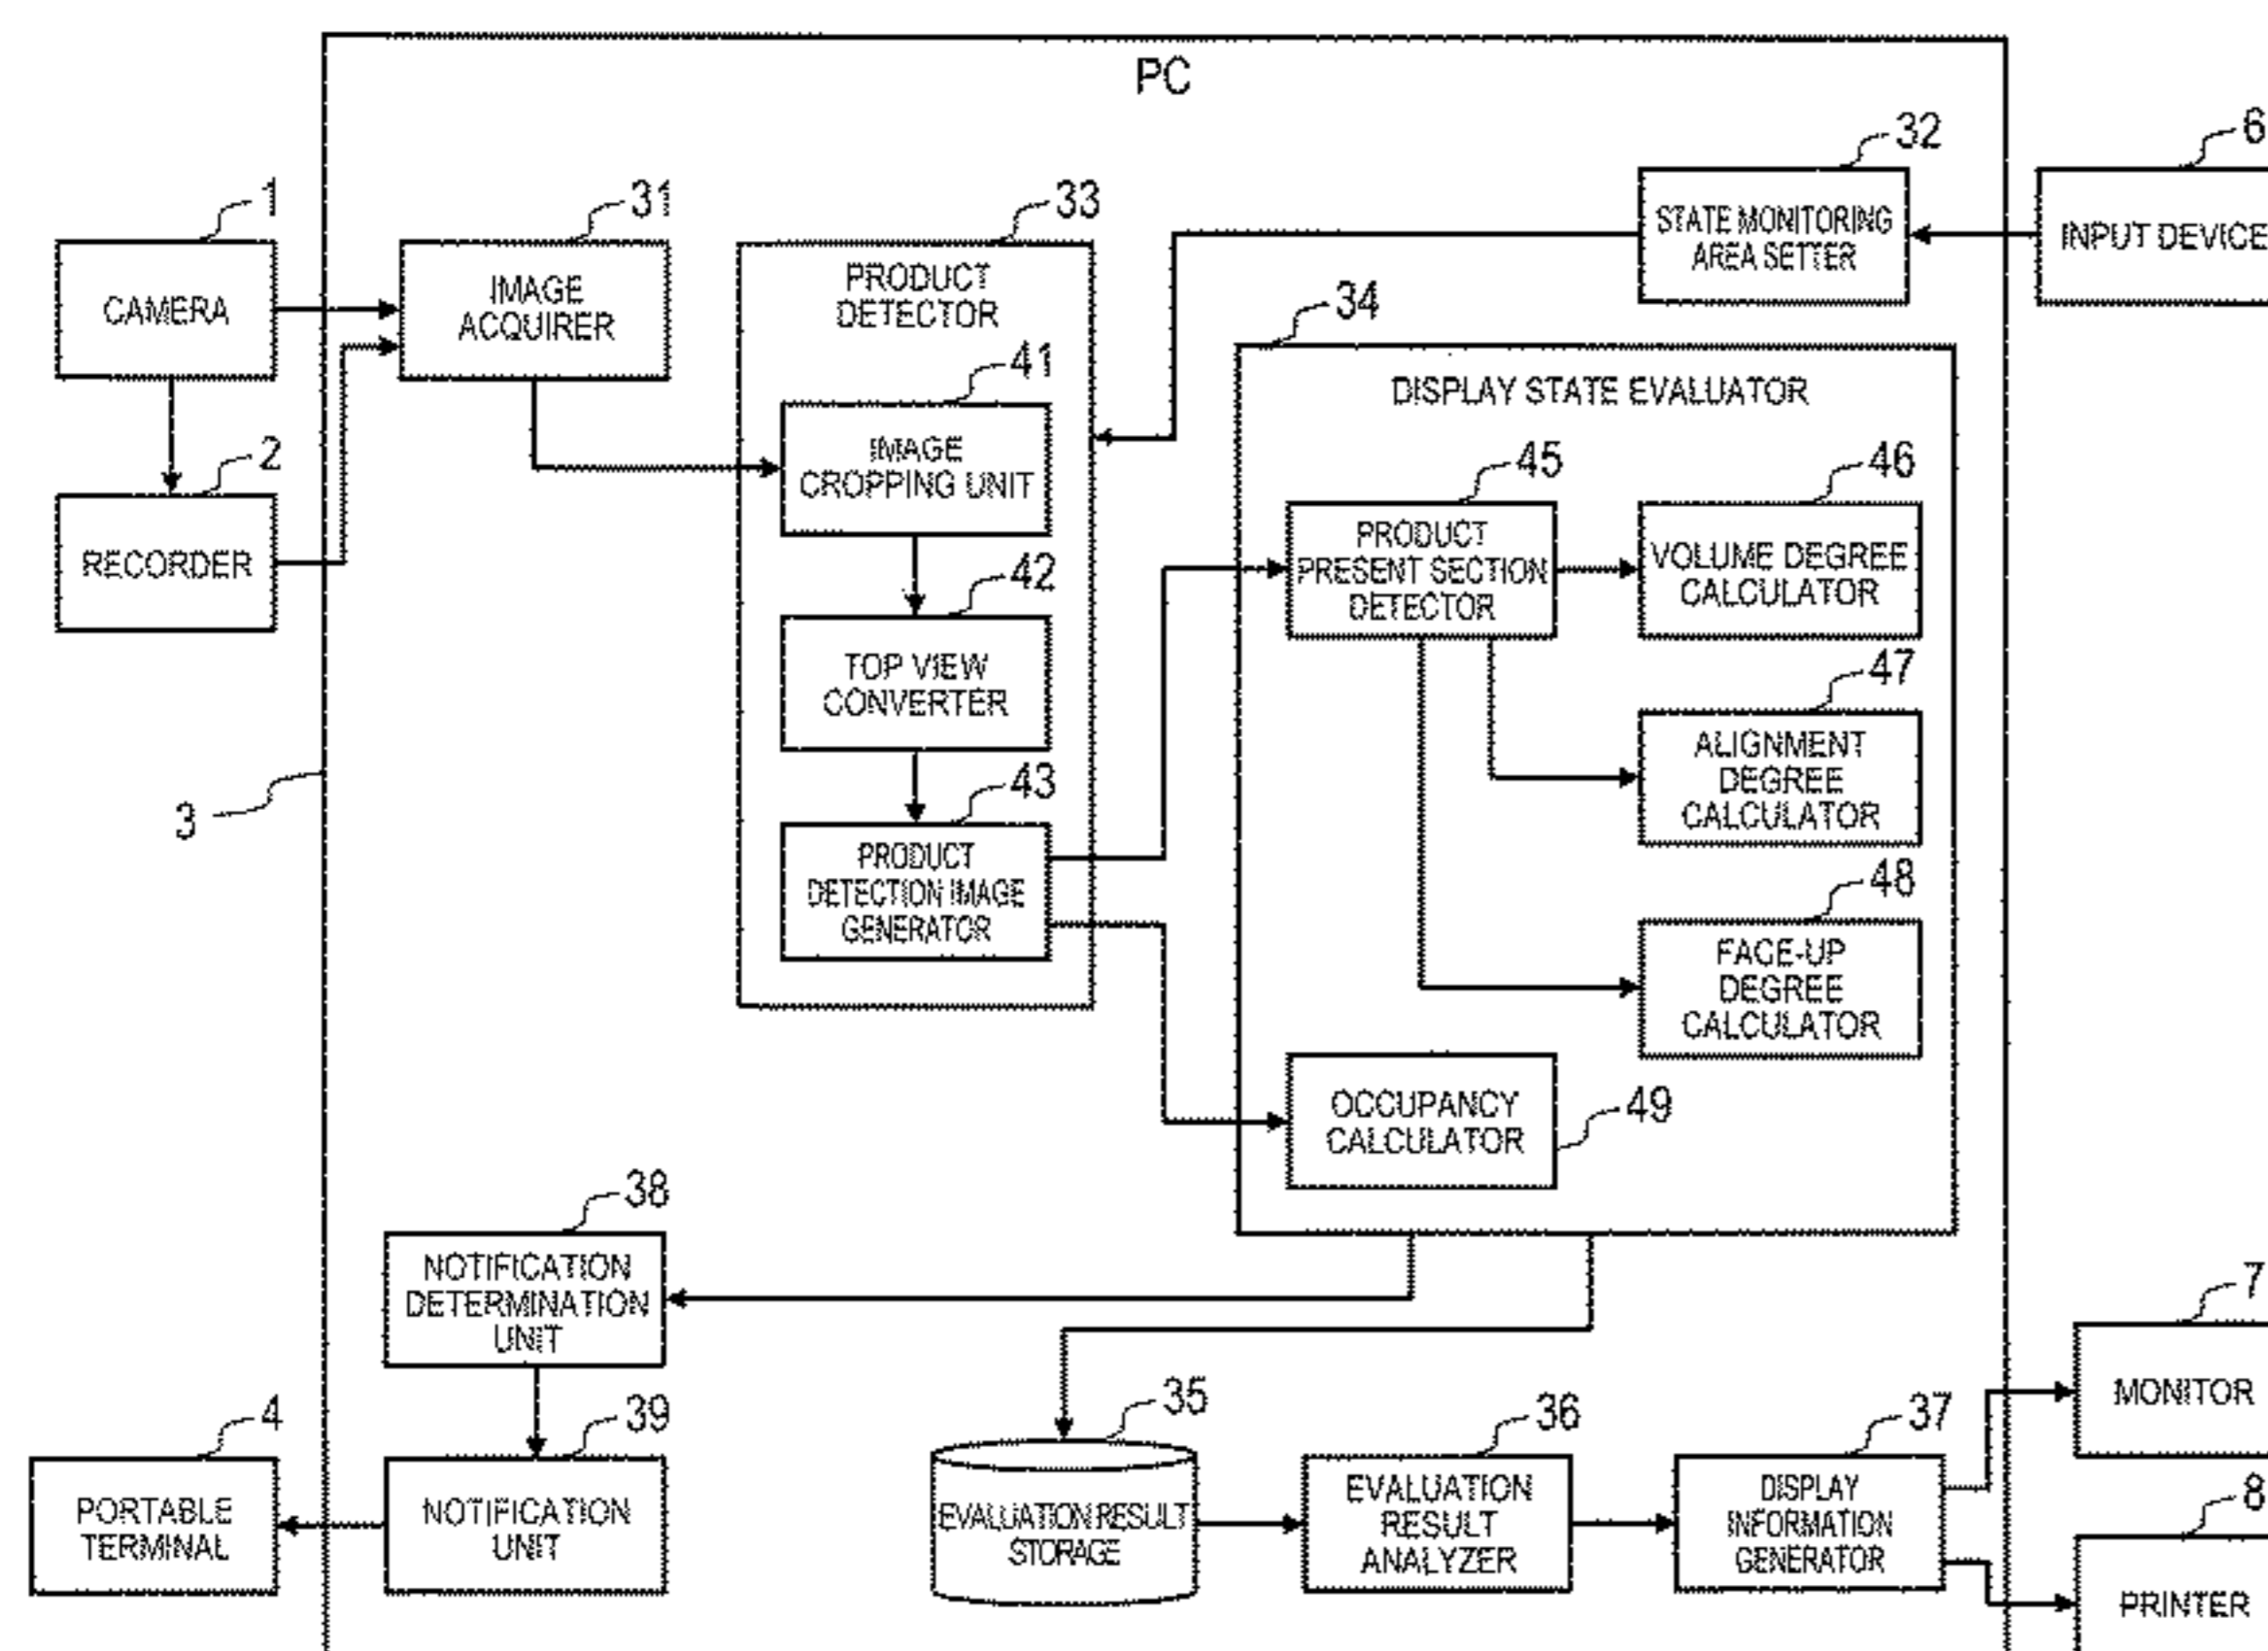 PC
32
6
STATE MONITORING
AREA SETTER
INPUT DEVICE
1
CAMERA
31
IMAGE
ACQUIRER
33
PRODUCT
DETECTOR
2
RECORDER
41
IMAGE
CROPPING UNIT
42
TOP VIEW
CONVERTER
43
PRODUCT
DETECTION IMAGE
GENERATOR
3
34
DISPLAY STATE EVALUATOR
45
PRODUCT
PRESENT SECTION
DETECTOR
46
VOLUME DEGREE
CALCULATOR
47
ALIGNMENT
DEGREE
CALCULATOR
48
FACE-UP
DEGREE
CALCULATOR
OCCUPANCY
CALCULATOR
49
38
NOTIFICATION
DETERMINATION
UNIT
4
PORTABLE
TERMINAL
39
NOTIFICATION
UNIT
35
EVALUATION RESULT
STORAGE
36
EVALUATION
RESULT
ANALYZER
37
DISPLAY
INFORMATION
GENERATOR
7
MONITOR
8
PRINTER